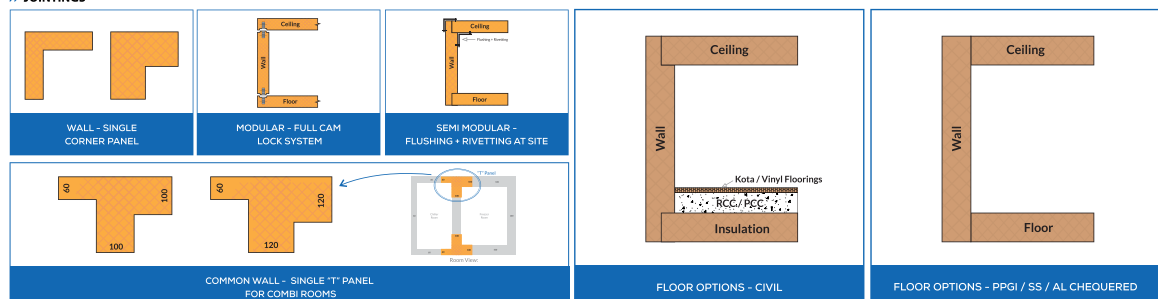 // JOINTINGS
WALL - SINGLE
CORNER PANEL
Ceiling
Wall
Floor
MODULAR - FULL CAM
LOCK SYSTEM
Ceiling
Flushing + Rivetting
Wall
Floor
SEMI MODULAR -
FLUSHING + RIVETTING AT SITE
60
100
100
60
120
120
"T" Panel
Room View:
COMMON WALL - SINGLE "T" PANEL
FOR COMBI ROOMS
Ceiling
Wall
Kota / Vinyl Floorings
RCC / PCC
Insulation
FLOOR OPTIONS - CIVIL
Ceiling
Wall
Floor
FLOOR OPTIONS - PPGI / SS / AL CHEQUERED